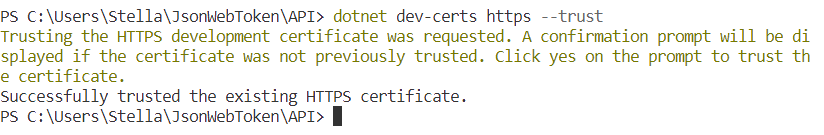 PS C:\Users\Stella\JsonWebToken\API> dotnet dev-certs https --trust
Trusting the HTTPS development certificate was requested. A confirmation prompt will be di
splayed if the certificate was not previously trusted. Click yes on the prompt to trust th
e certificate.
Successfully trusted the existing HTTPS certificate.
PS C:\Users\Stella\JsonWebToken\API>